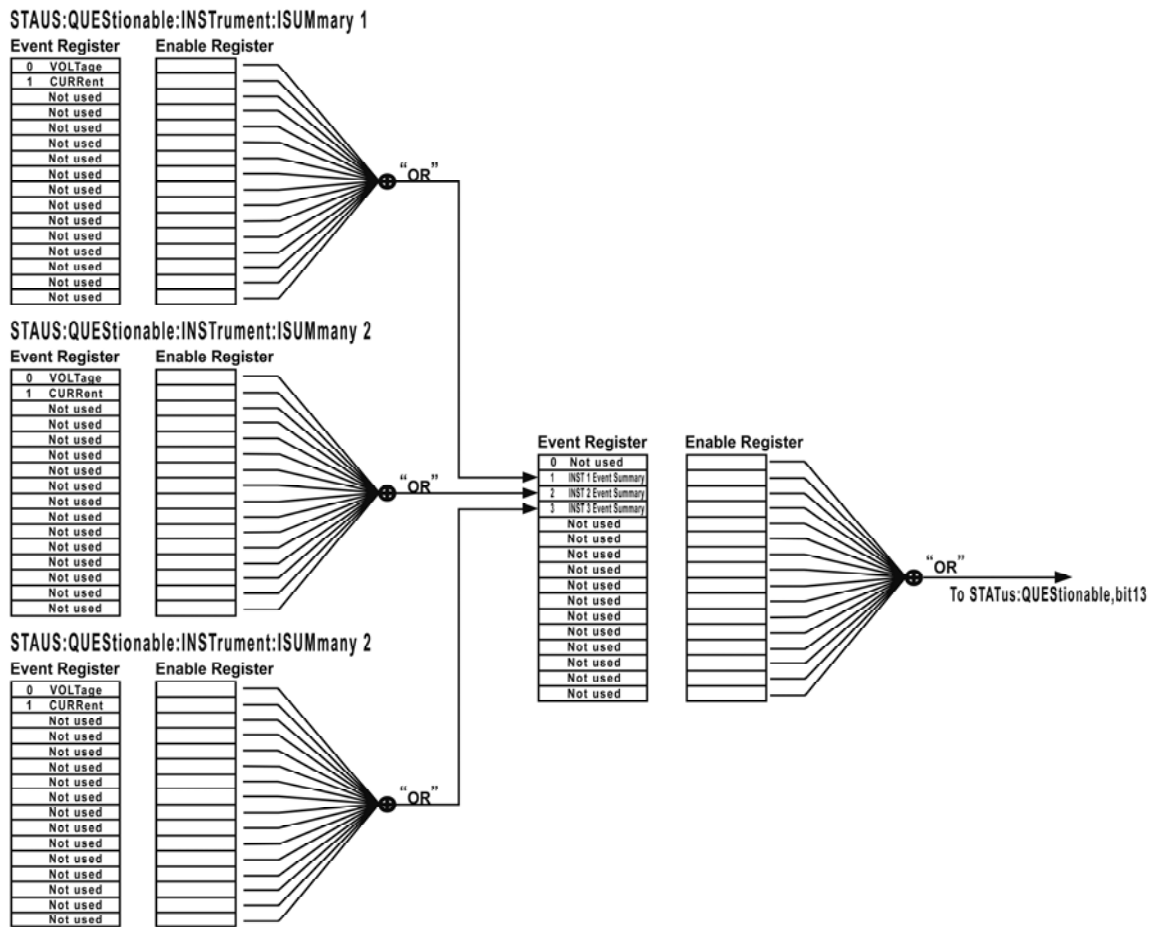 STAUS:QUEStionable:INSTrument:ISUMmary 1
Event Register Enable Register
0 VOLTage
1 CURRent
Not used
Not used
Not used
Not used
Not used
Not used
Not used
Not used
Not used
Not used
Not used
Not used
Not used
Not used
“OR”
STAUS:QUEStionable:INSTrument:ISUMmany 2
Event Register Enable Register
0 VOLTage
1 CURRent
Not used
Not used
Not used
Not used
Not used
Not used
Not used
Not used
Not used
Not used
Not used
Not used
Not used
Not used
“OR”
STAUS:QUEStionable:INSTrument:ISUMmany 2
Event Register Enable Register
0 VOLTage
1 CURRent
Not used
Not used
Not used
Not used
Not used
Not used
Not used
Not used
Not used
Not used
Not used
Not used
Not used
Not used
“OR”
Event Register Enable Register
0 Not used
1 INST 1 Event Summary
2 INST 2 Event Summary
3 INST 3 Event Summary
Not used
Not used
Not used
Not used
Not used
Not used
Not used
Not used
Not used
Not used
Not used
Not used
“OR”
To STATus:QUEStionable,bit13